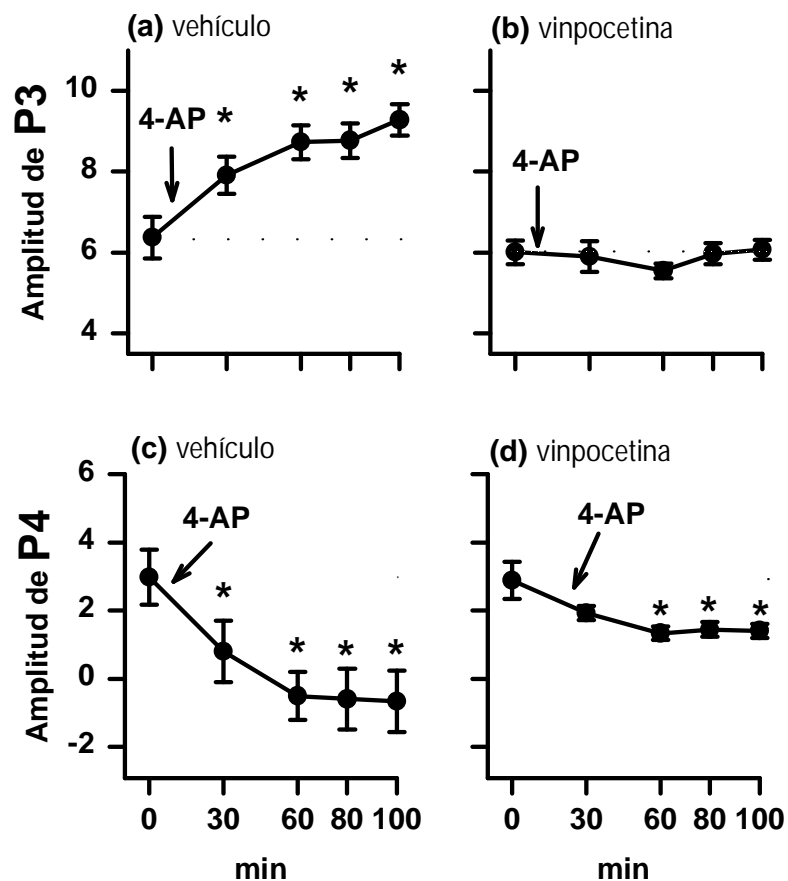 (a) vehículo
(b) vinpocetina
Amplitud de P3
10
8
6
4
4-AP
*
*
*
*
4-AP
(c) vehículo
(d) vinpocetina
Amplitud de P4
6
4
2
0
-2
4-AP
*
*
*
*
4-AP
*
*
*
0 30 60 80 100
0 30 60 80 100
min
min